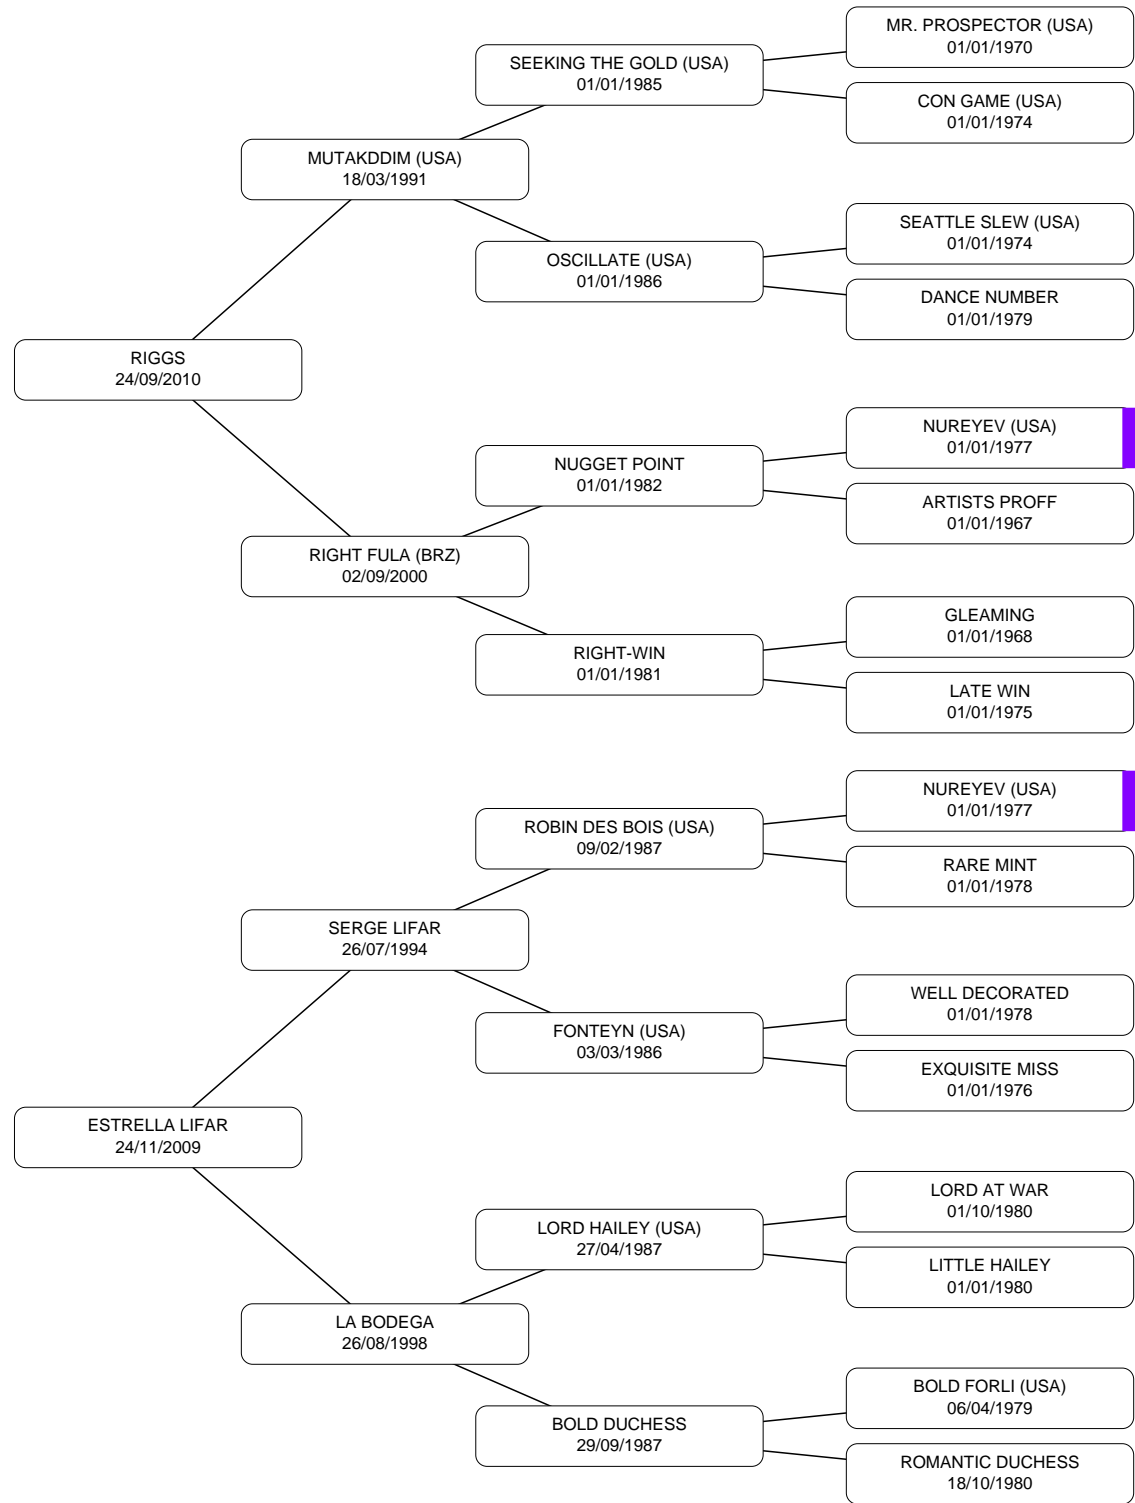 MR. PROSPECTOR (USA)
01/01/1970
SEEKING THE GOLD (USA)
01/01/1985
CON GAME (USA)
01/01/1974
MUTAKDDIM (USA)
18/03/1991
SEATTLE SLEW (USA)
01/01/1974
OSCILLATE (USA)
01/01/1986
DANCE NUMBER
01/01/1979
RIGGS
24/09/2010
NUREYEV (USA)
01/01/1977
NUGGET POINT
01/01/1982
ARTISTS PROFF
01/01/1967
RIGHT FULA (BRZ)
02/09/2000
GLEAMING
01/01/1968
RIGHT-WIN
01/01/1981
LATE WIN
01/01/1975
NUREYEV (USA)
01/01/1977
ROBIN DES BOIS (USA)
09/02/1987
RARE MINT
01/01/1978
SERGE LIFAR
26/07/1994
WELL DECORATED
01/01/1978
FONTEYN (USA)
03/03/1986
EXQUISITE MISS
01/01/1976
ESTRELLA LIFAR
24/11/2009
LORD AT WAR
01/10/1980
LORD HAILEY (USA)
27/04/1987
LITTLE HAILEY
01/01/1980
LA BODEGA
26/08/1998
BOLD FORLI (USA)
06/04/1979
BOLD DUCHESS
29/09/1987
ROMANTIC DUCHESS
18/10/1980